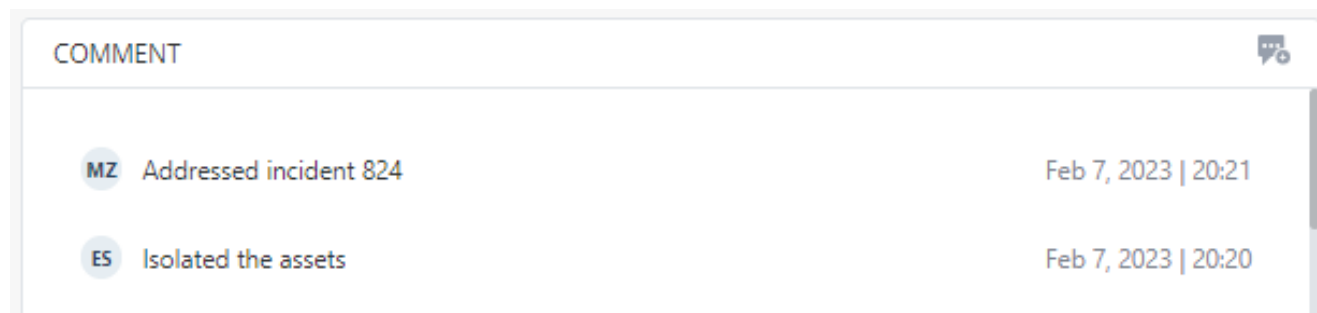 COMMENT
MZ Addressed incident 824 Feb 7, 2023 | 20:21
ES Isolated the assets Feb 7, 2023 | 20:20